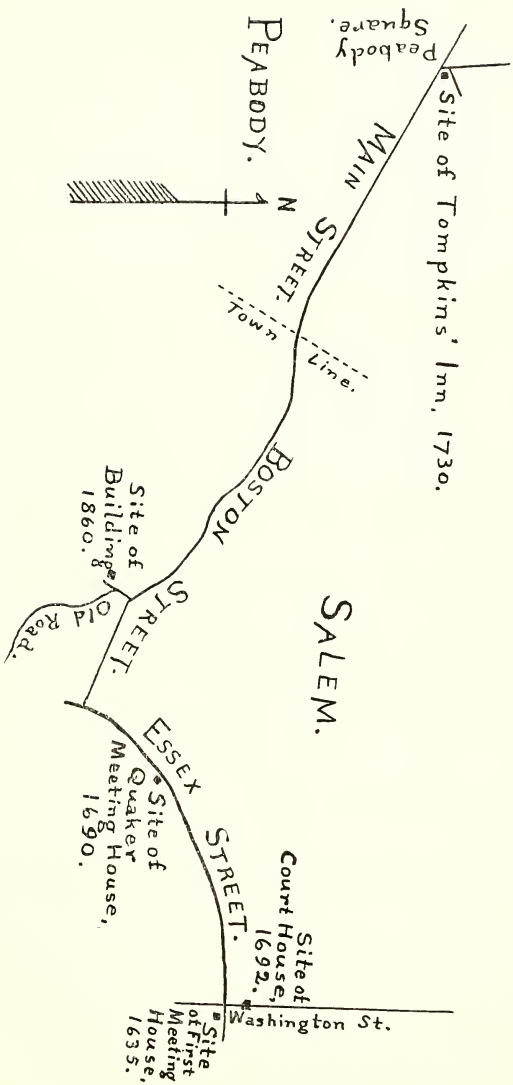 Peabody
Square.
Site of Tompkins' Inn, 1730.
PEABODY.
MAIN
STREET.
N
Town
Line.
BOSTON
STREET.
SALEM.
Site of
Building
1860.
Old Road.
ESSEX
STREET.
Site of
Quaker
Meeting House,
1690.
Site of
Court House,
1692.
Washington St.
Site
of First
Meeting
House,
1635.